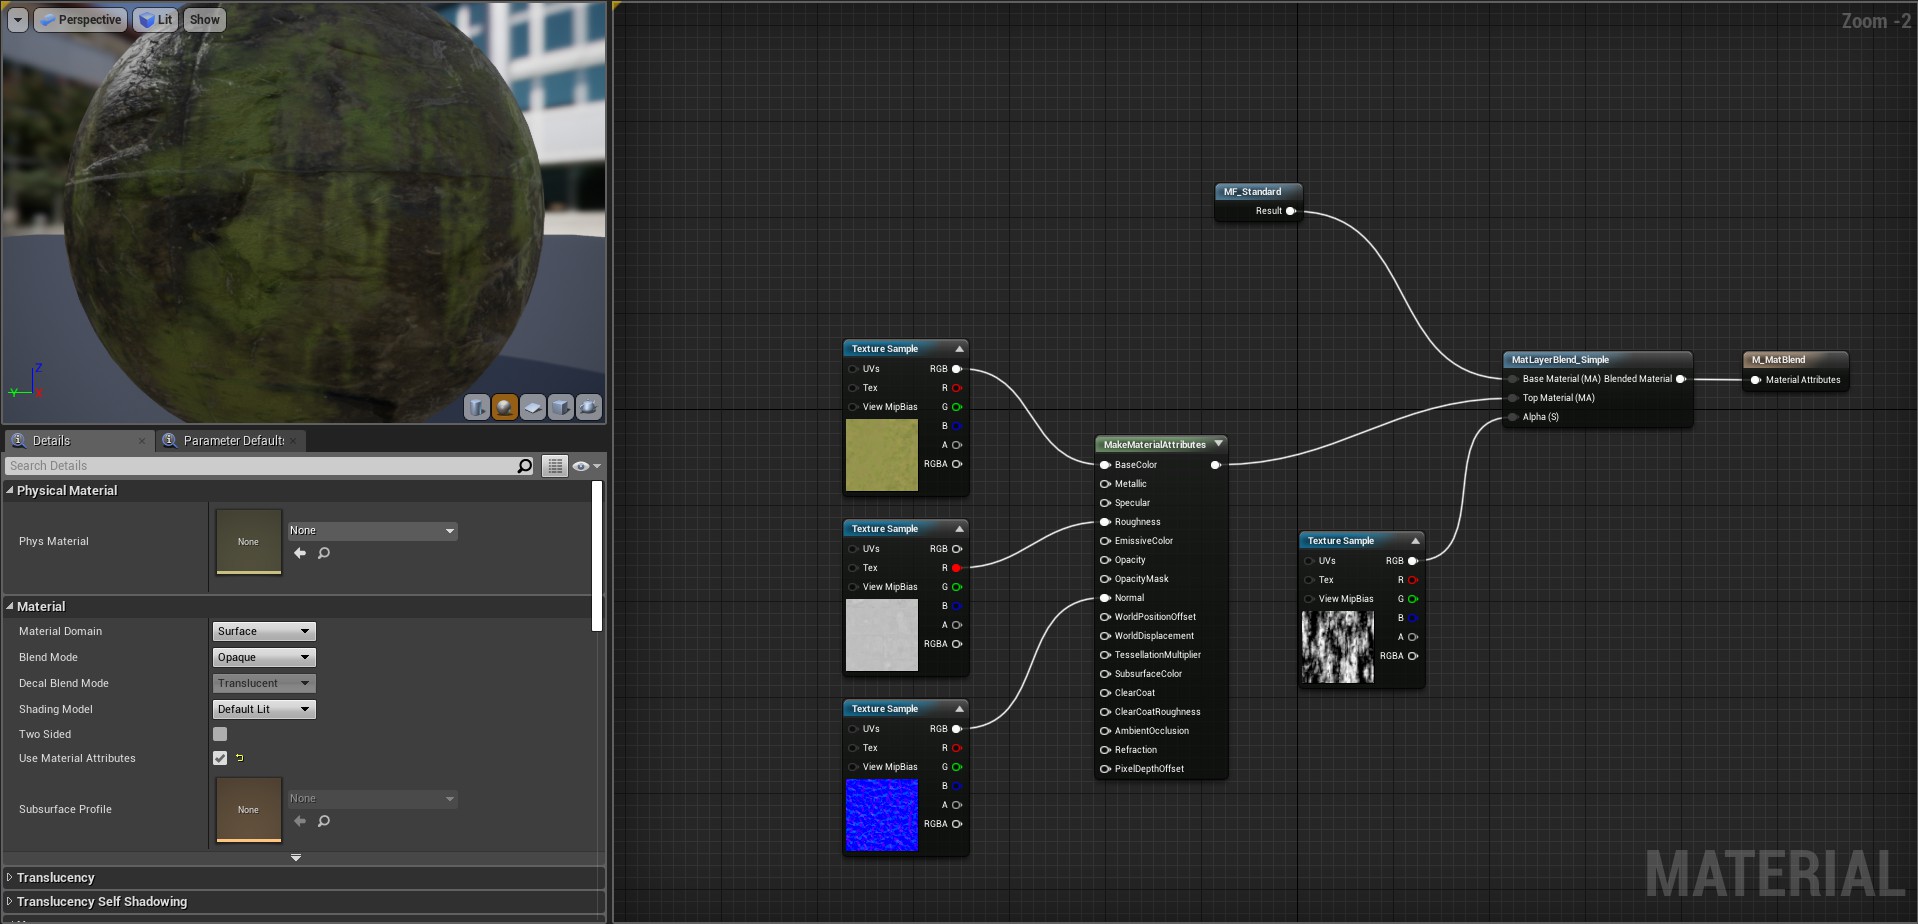 Perspective
Lit
Show
Zoom -2
Z
Y
X
Details
Parameter Defaults
Search Details
Physical Material
Phys Material
None
None
Material
Material Domain
Surface
Blend Mode
Opaque
Decal Blend Mode
Translucent
Shading Model
Default Lit
Two Sided
Use Material Attributes
Subsurface Profile
None
None
Translucency
Translucency Self Shadowing
MF_Standard
Result
Texture Sample
UVs RGB
Tex R
View MipBias G
B
A
RGBA
Texture Sample
UVs RGB
Tex R
View MipBias G
B
A
RGBA
Texture Sample
UVs RGB
Tex R
View MipBias G
B
A
RGBA
MakeMaterialAttributes
BaseColor
Metallic
Specular
Roughness
EmissiveColor
Opacity
OpacityMask
Normal
WorldPositionOffset
WorldDisplacement
TessellationMultiplier
SubsurfaceColor
ClearCoat
ClearCoatRoughness
AmbientOcclusion
Refraction
PixelDepthOffset
Texture Sample
UVs RGB
Tex R
View MipBias G
B
A
RGBA
MatLayerBlend_Simple
Base Material (MA) Blended Material
Top Material (MA)
Alpha (S)
M_MatBlend
Material Attributes
MATERIAL